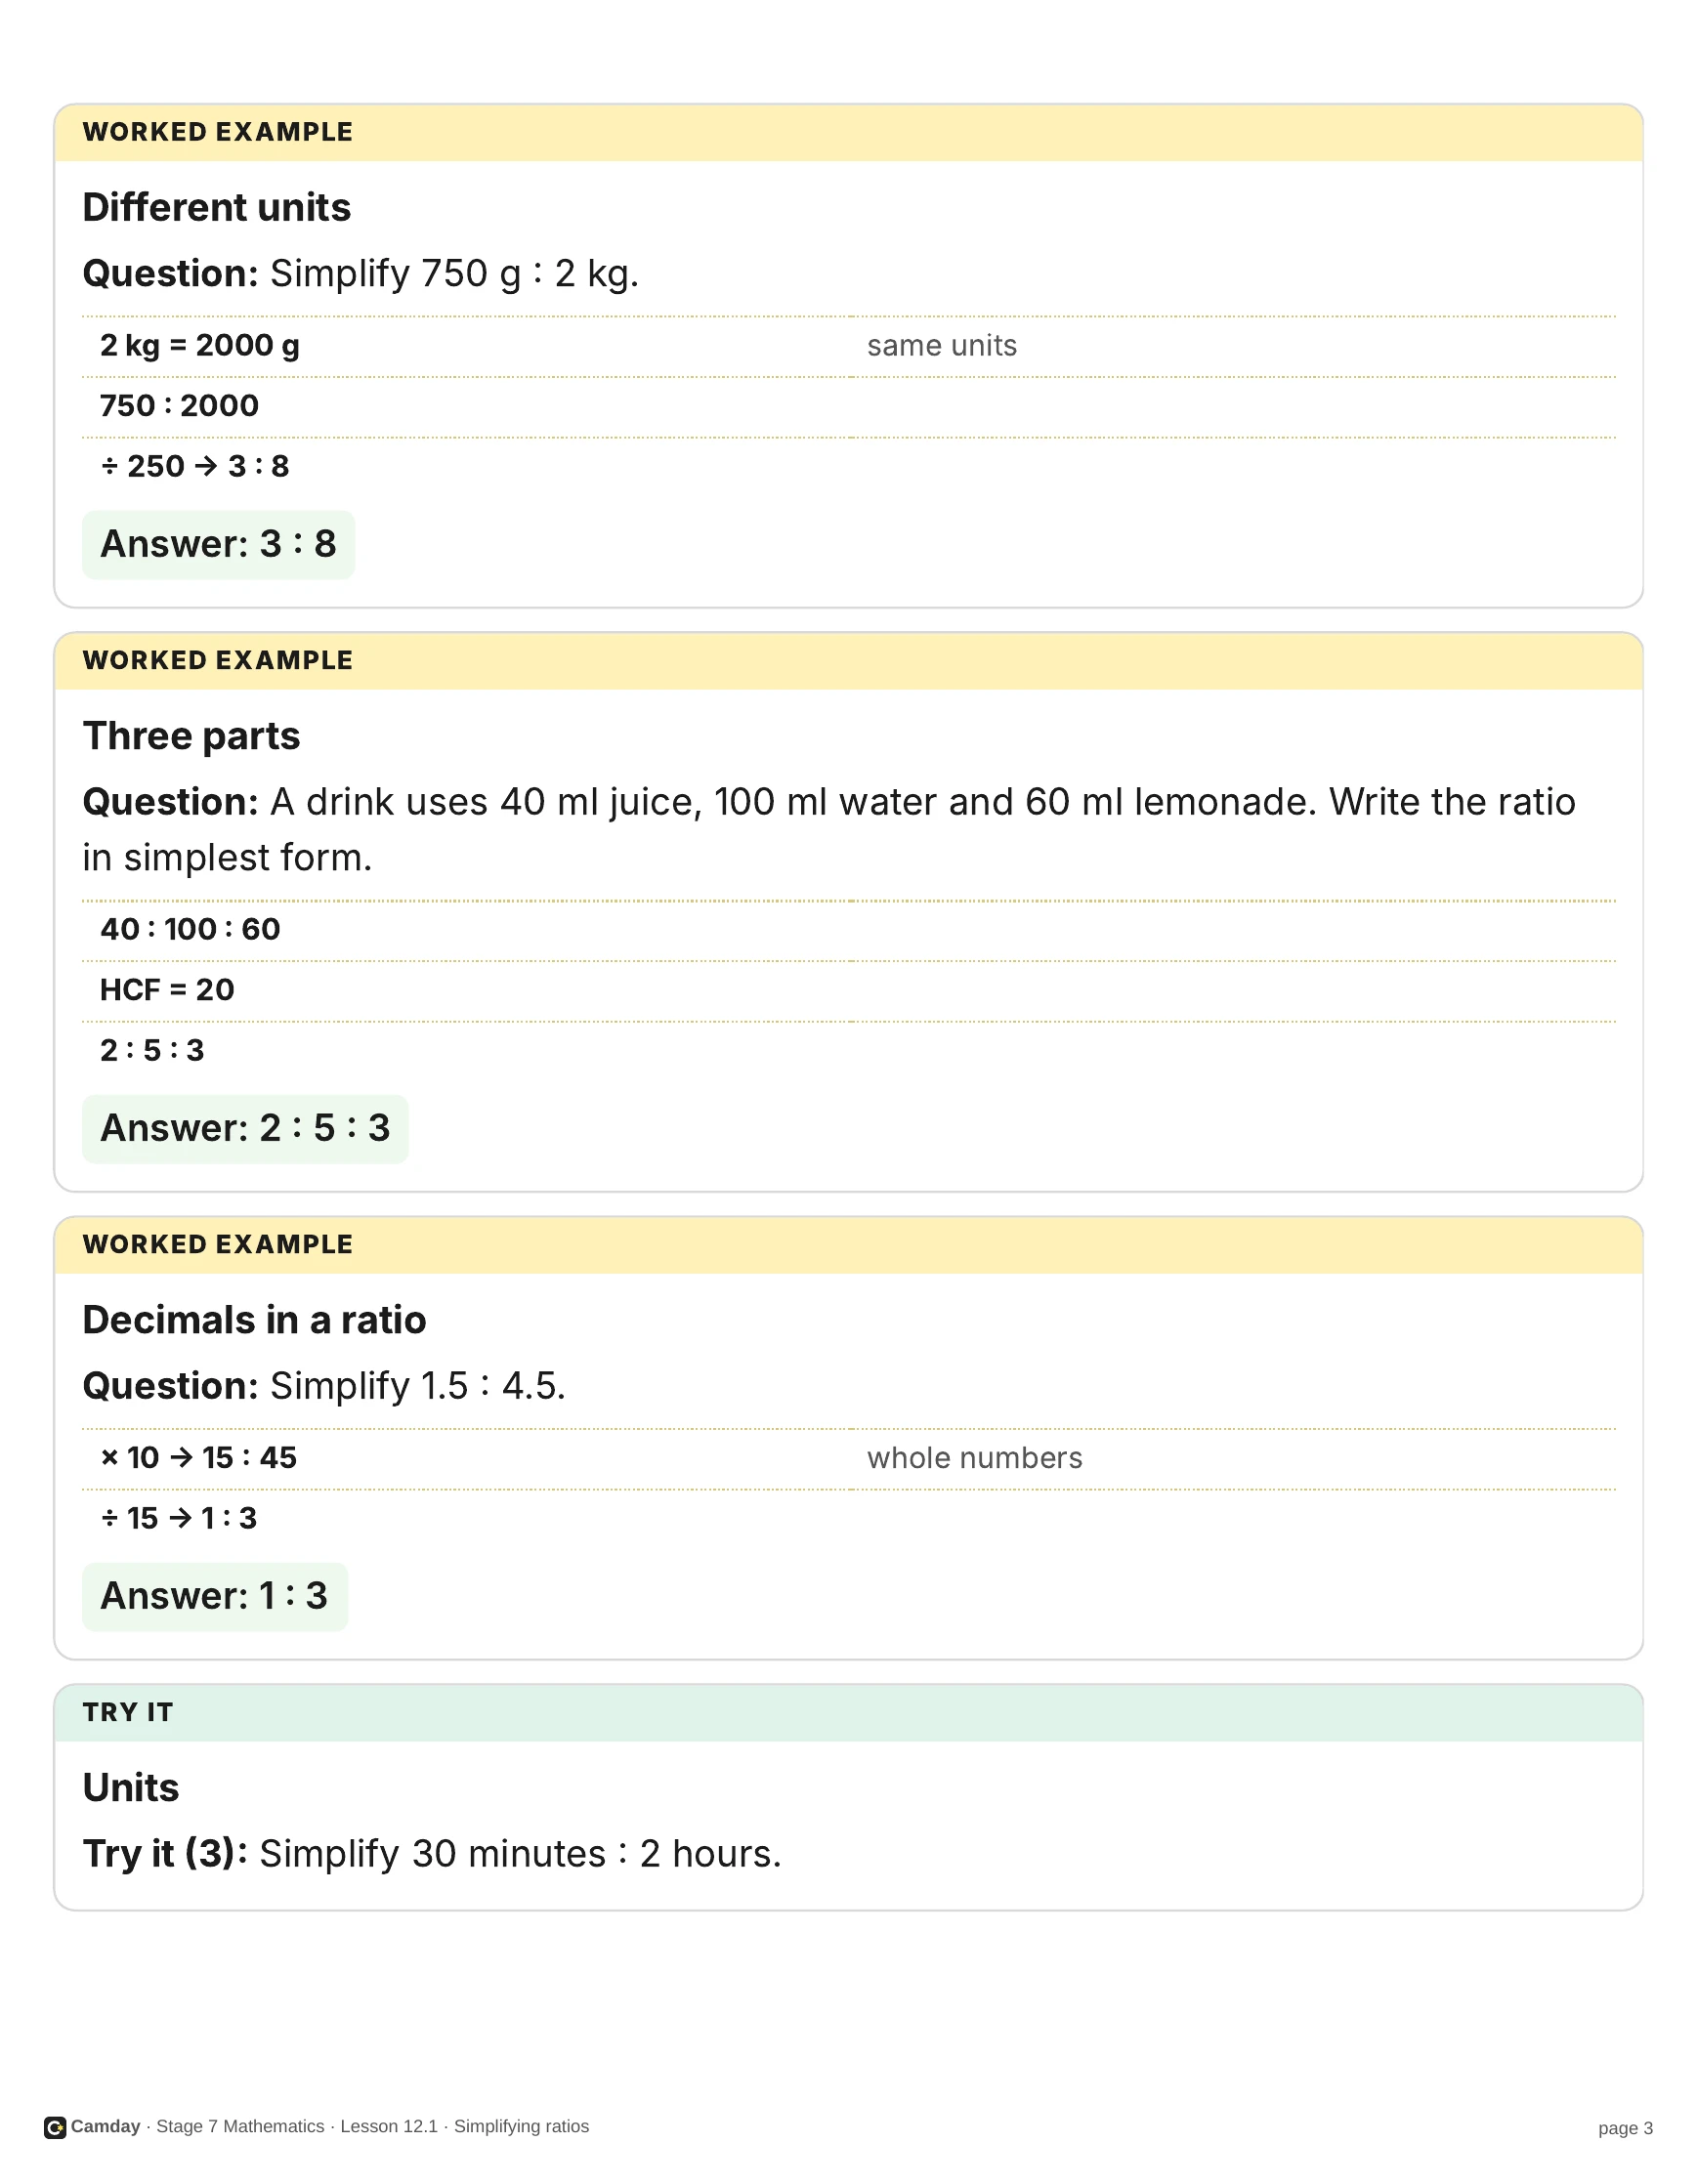 WORKED EXAMPLE
Different units
Question: Simplify 750 g : 2 kg.
2 kg = 2000 g same units
750 : 2000
÷ 250 → 3 : 8
Answer: 3 : 8
WORKED EXAMPLE
Three parts
Question: A drink uses 40 ml juice, 100 ml water and 60 ml lemonade. Write the ratio
in simplest form.
40 : 100 : 60
HCF = 20
2 : 5 : 3
Answer: 2 : 5 : 3
WORKED EXAMPLE
Decimals in a ratio
Question: Simplify 1.5 : 4.5.
× 10 → 15 : 45 whole numbers
÷ 15 → 1 : 3
Answer: 1 : 3
TRY IT
Units
Try it (3): Simplify 30 minutes : 2 hours.
Camday · Stage 7 Mathematics · Lesson 12.1 · Simplifying ratios page 3